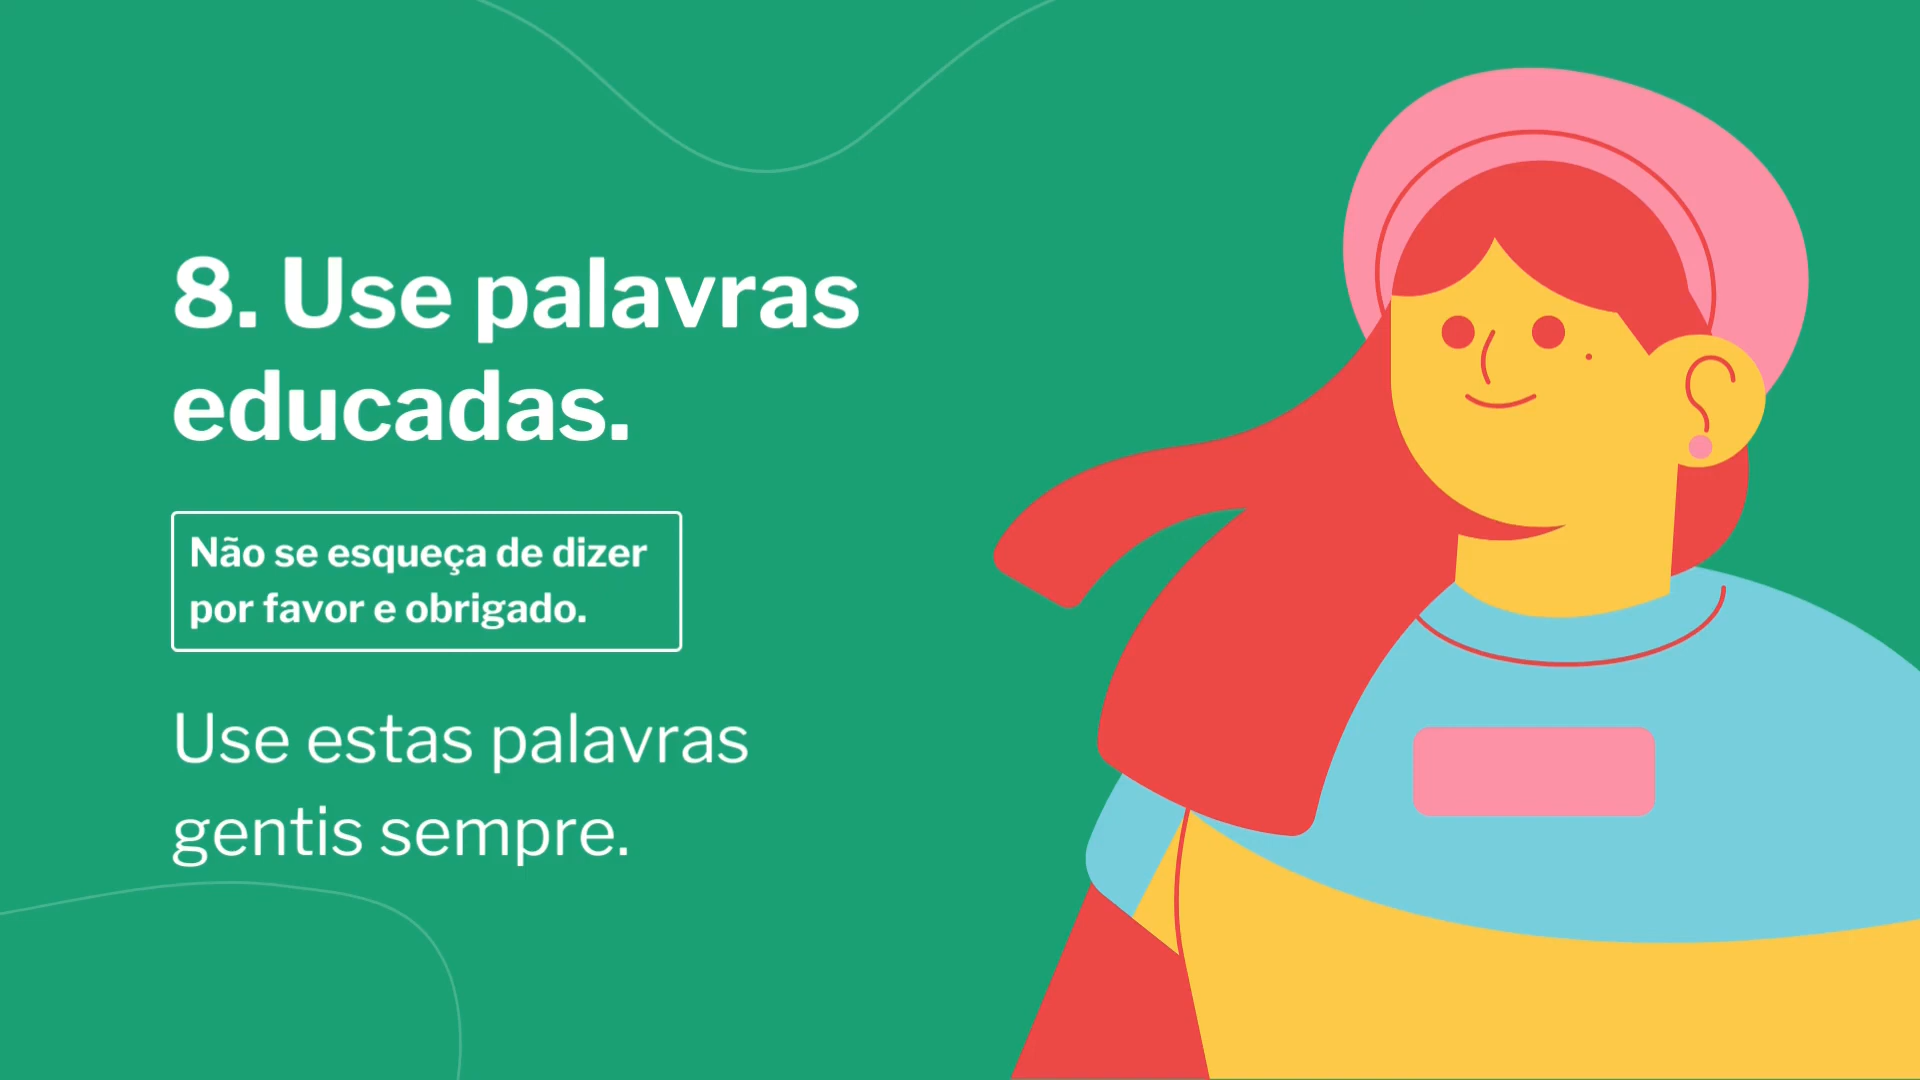 8. Use palavras
educadas.
Não se esqueça de dizer
por favor e obrigado.
Use estas palavras
gentis sempre.